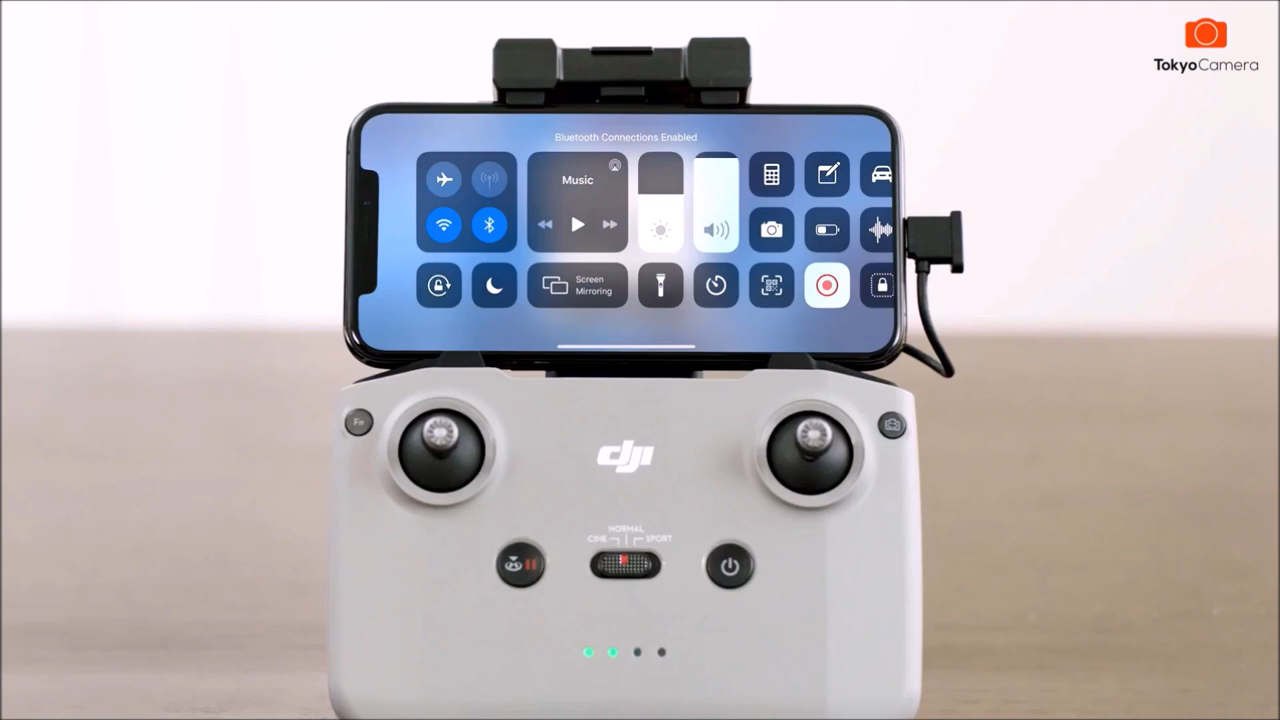 TokyoCamera
Bluetooth Connections Enabled
Music
Screen
Mirroring
Fn
dji
NORMAL
CINE
SPORT